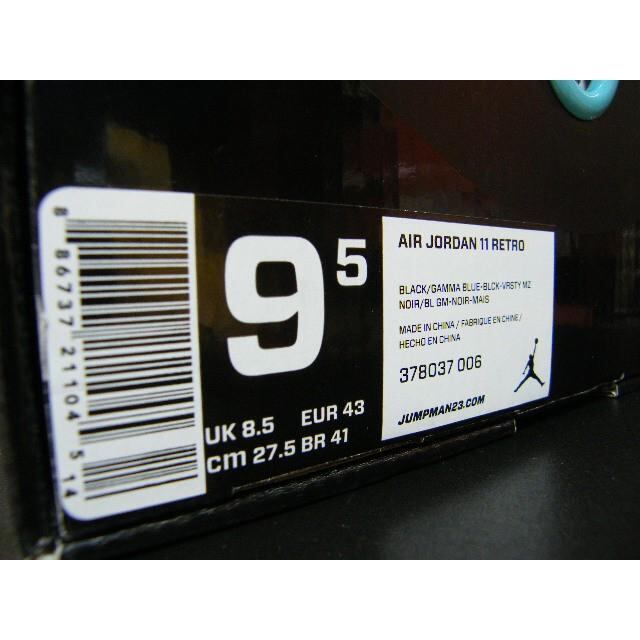 8 86737 21104 5 14
9 5
UK 8.5 EUR 43
cm 27.5 BR 41
AIR JORDAN 11 RETRO
BLACK/GAMMA BLUE-BLCK-VRSTY MZ
NOIR/BL GM-NOIR-MAIS
MADE IN CHINA / FABRIQUE EN CHINE /
HECHO EN CHINA
378037 006
JUMPMAN23.COM